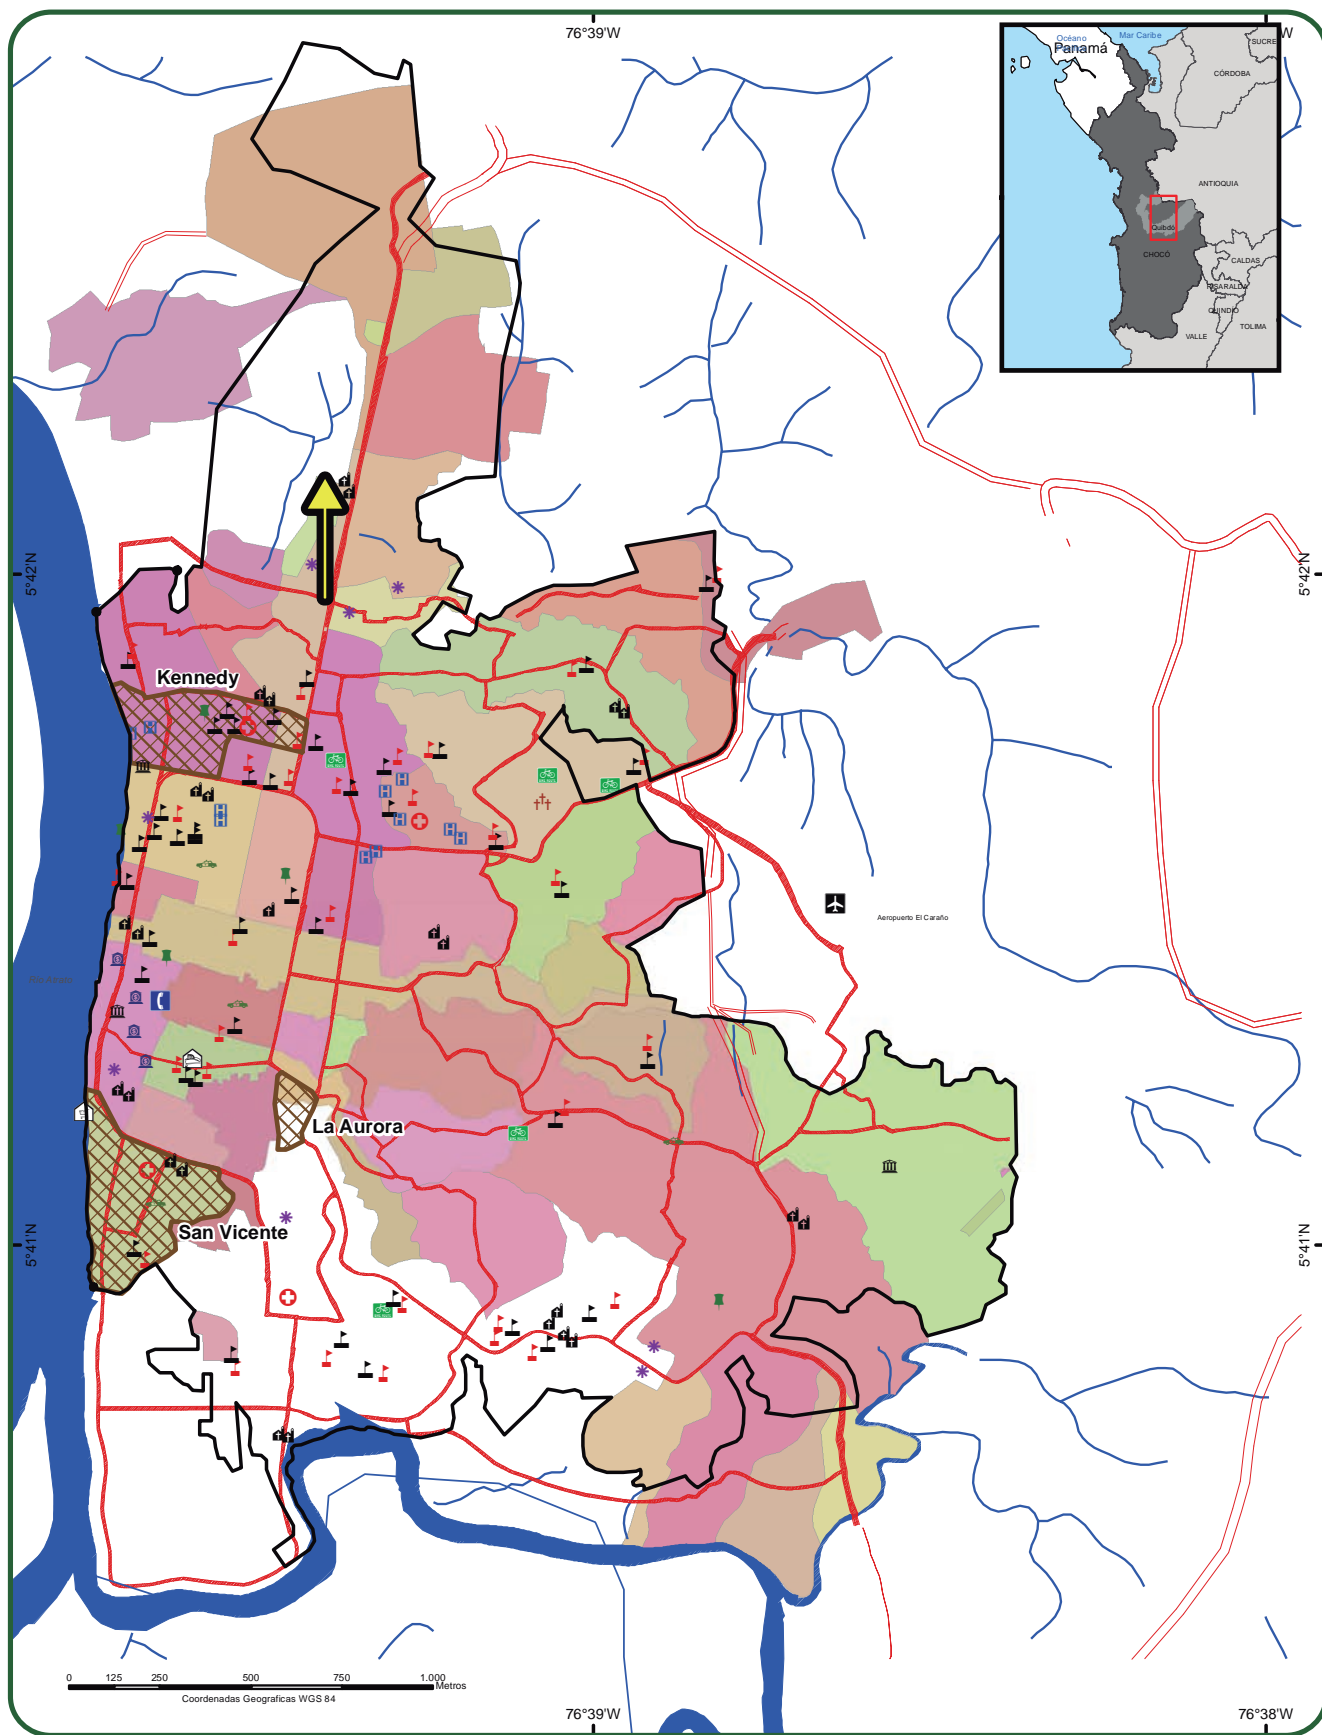 76°39'W
W
Océano
Panamá
Mar Caribe
SUCRE
CÓRDOBA
ANTIOQUIA
Quibdó
CHOCÓ
CALDAS
RISARALDA
QUINDIO
TOLIMA
VALLE
5°42'N
5°42'N
Kennedy
Aeropuerto El Caraño
La Aurora
San Vicente
5°41'N
5°41'N
0 125 250 500 750 1.000
Metros
Coordenadas Geograficas WGS 84
76°39'W
76°38'W